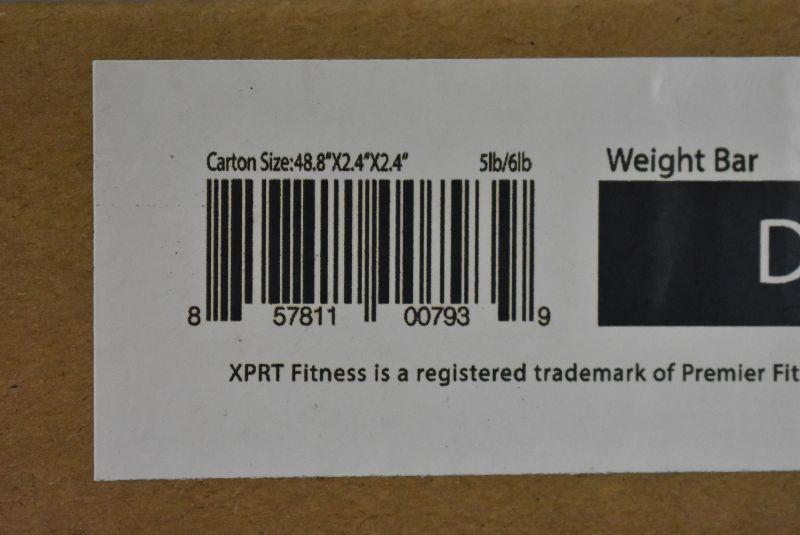 Carton Size:48.8"X2.4"X2.4" 5lb/6lb
8 57811 00793 9
Weight Bar
D
XPRT Fitness is a registered trademark of Premier Fit